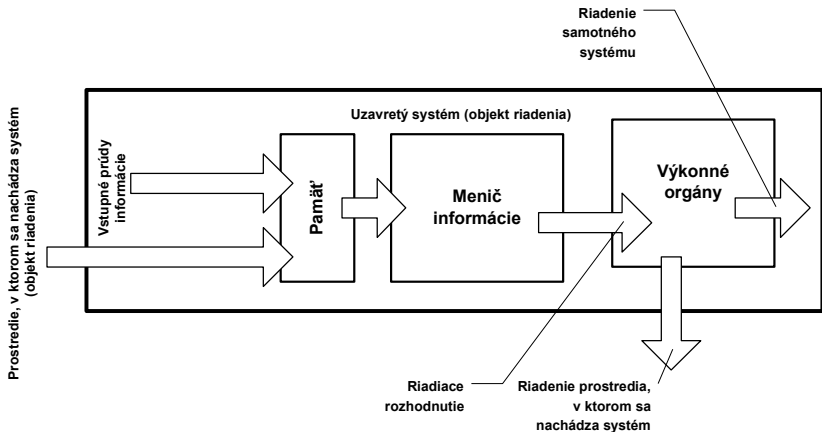 Riadenie
samotného
systému
Uzavretý systém (objekt riadenia)
Prostredie, v ktorom sa nachádza systém
(objekt riadenia)
Vstupné prúdy
informácie
Pamäť
Menič
informácie
Výkonné
orgány
Riadiace
rozhodnutie
Riadenie prostredia,
v ktorom sa
nachádza systém